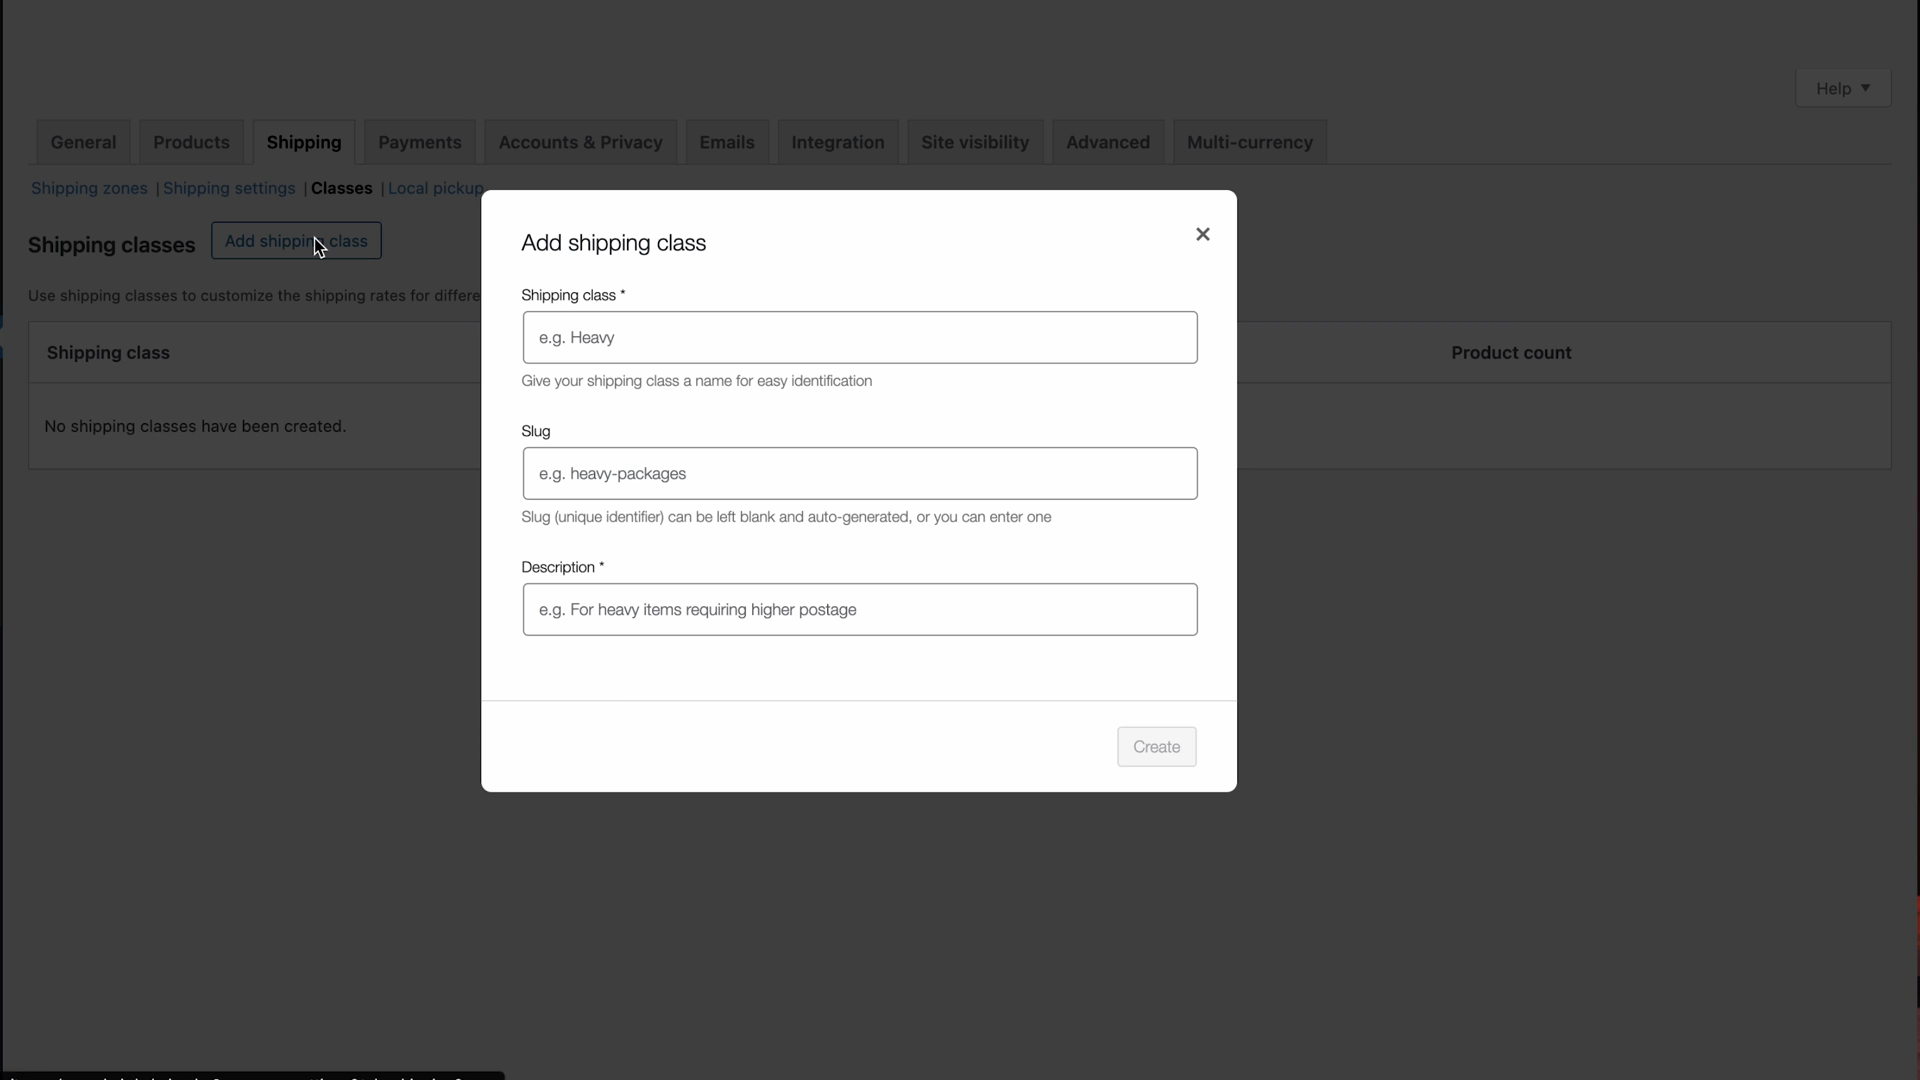 Help ▼
General Products Shipping Payments Accounts & Privacy Emails Integration Site visibility Advanced Multi-currency
Shipping zones | Shipping settings | Classes | Local pickup
Shipping classes Add shipping class
Use shipping classes to customize the shipping rates for
Shipping class Product count
No shipping classes have been created.
Add shipping class ×
Shipping class *
e.g. Heavy
Give your shipping class a name for easy identification
Slug
e.g. heavy-packages
Slug (unique identifier) can be left blank and auto-generated, or you can enter one
Description *
e.g. For heavy items requiring higher postage
Create